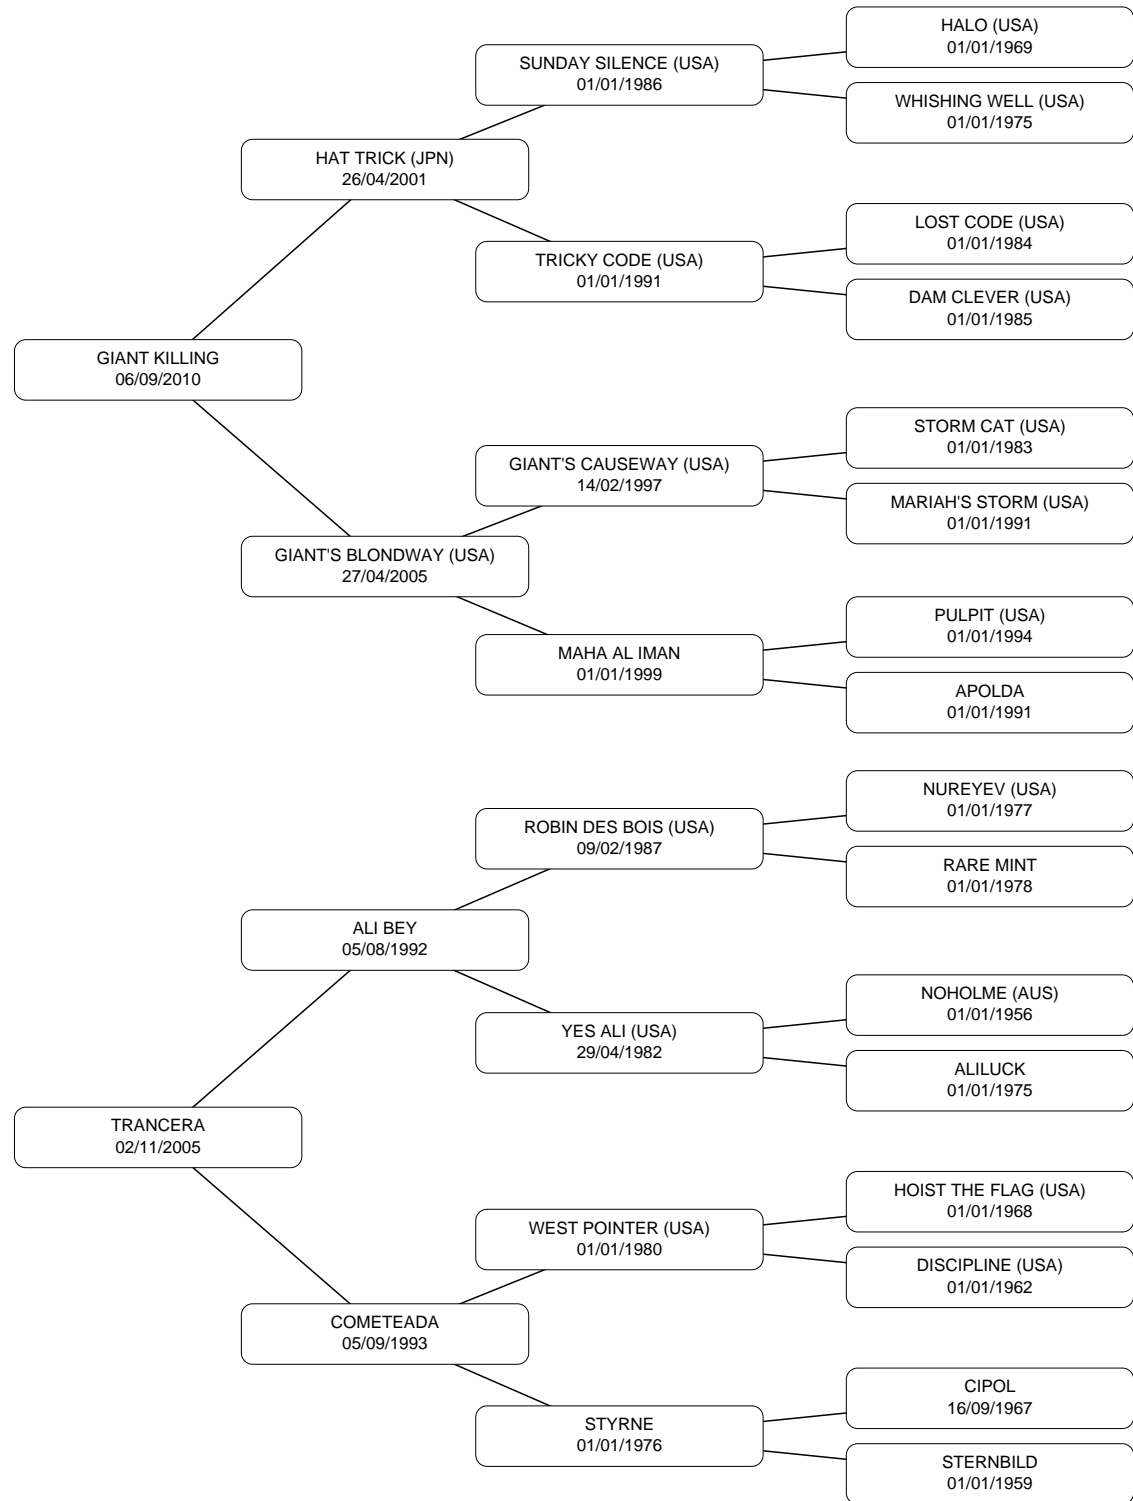 HALO (USA)
01/01/1969
SUNDAY SILENCE (USA)
01/01/1986
WHISHING WELL (USA)
01/01/1975
HAT TRICK (JPN)
26/04/2001
LOST CODE (USA)
01/01/1984
TRICKY CODE (USA)
01/01/1991
DAM CLEVER (USA)
01/01/1985
GIANT KILLING
06/09/2010
STORM CAT (USA)
01/01/1983
GIANT'S CAUSEWAY (USA)
14/02/1997
MARIAH'S STORM (USA)
01/01/1991
GIANT'S BLONDWAY (USA)
27/04/2005
PULPIT (USA)
01/01/1994
MAHA AL IMAN
01/01/1999
APOLDA
01/01/1991
NUREYEV (USA)
01/01/1977
ROBIN DES BOIS (USA)
09/02/1987
RARE MINT
01/01/1978
ALI BEY
05/08/1992
NOHOLME (AUS)
01/01/1956
YES ALI (USA)
29/04/1982
ALILUCK
01/01/1975
TRANCERA
02/11/2005
HOIST THE FLAG (USA)
01/01/1968
WEST POINTER (USA)
01/01/1980
DISCIPLINE (USA)
01/01/1962
COMETEADA
05/09/1993
CIPOL
16/09/1967
STYRNE
01/01/1976
STERNBILD
01/01/1959